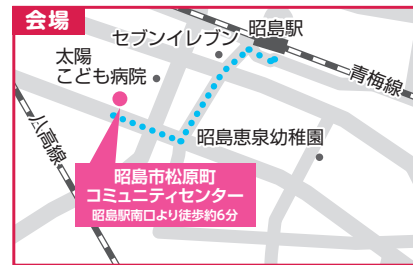 会場
昭島駅
セブンイレブン
太陽
こども病院
青梅線
昭島恵泉幼稚園
八高線
昭島市松原町
コミュニティセンター
昭島駅南口より徒歩約6分